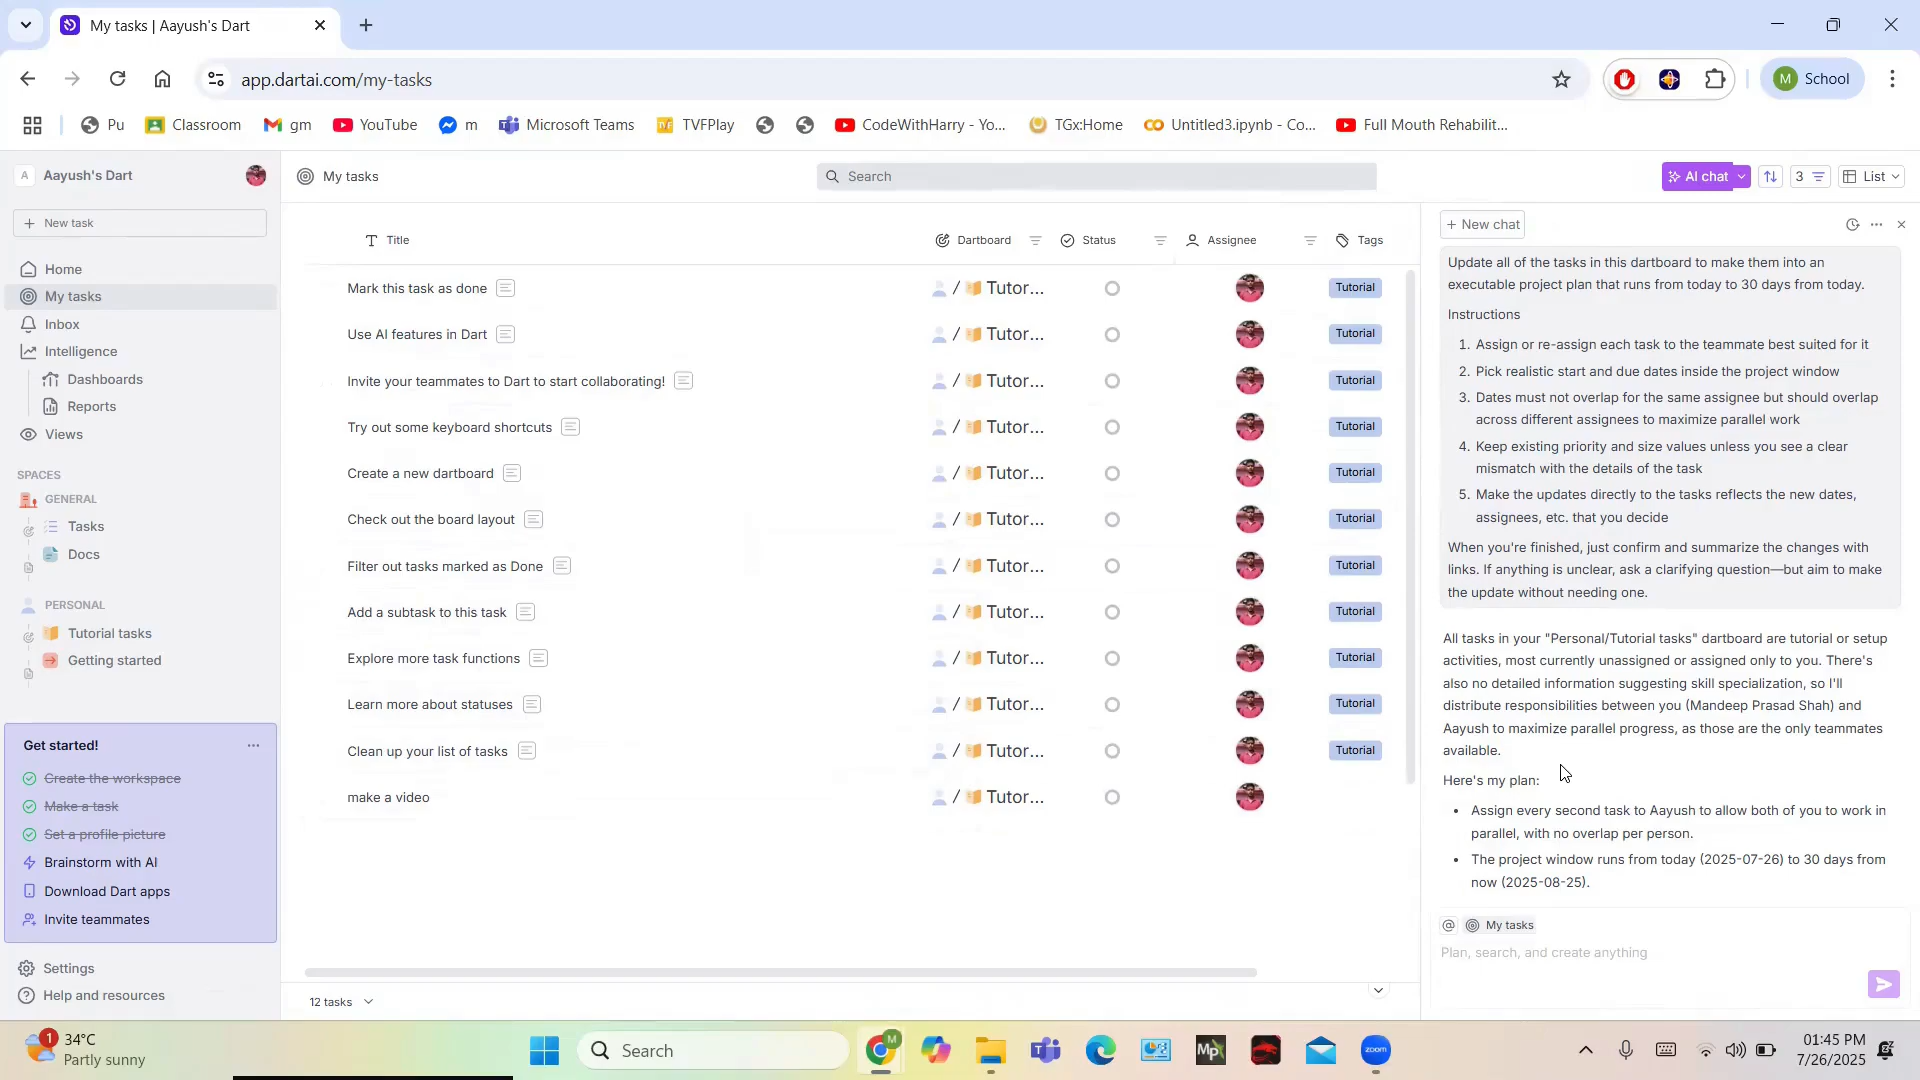 My tasks | Aayush's Dart
app.dartai.com/my-tasks
M School
Pu
Classroom
gm
YouTube
m
Microsoft Teams
TVFPlay
CodeWithHarry - Yo...
TGx:Home
Untitled3.ipynb - Co...
Full Mouth Rehabilit...
A Aayush's Dart
New task
Home
My tasks
Inbox
Intelligence
Dashboards
Reports
Views
SPACES
GENERAL
Tasks
Docs
PERSONAL
Tutorial tasks
Getting started
Get started!
Create the workspace
Make a task
Set a profile picture
Brainstorm with AI
Download Dart apps
Invite teammates
Settings
Help and resources
My tasks
Search
AI chat
3
List
Title Dartboard Status Assignee Tags
Mark this task as done / Tutor... Tutorial
Use AI features in Dart / Tutor... Tutorial
Invite your teammates to Dart to start collaborating! / Tutor... Tutorial
Try out some keyboard shortcuts / Tutor... Tutorial
Create a new dartboard / Tutor... Tutorial
Check out the board layout / Tutor... Tutorial
Filter out tasks marked as Done / Tutor... Tutorial
Add a subtask to this task / Tutor... Tutorial
Explore more task functions / Tutor... Tutorial
Learn more about statuses / Tutor... Tutorial
Clean up your list of tasks / Tutor... Tutorial
make a video / Tutor...
12 tasks
+ New chat
Update all of the tasks in this dartboard to make them into an
executable project plan that runs from today to 30 days from today.
Instructions
1. Assign or re-assign each task to the teammate best suited for it
2. Pick realistic start and due dates inside the project window
3. Dates must not overlap for the same assignee but should overlap
across different assignees to maximize parallel work
4. Keep existing priority and size values unless you see a clear
mismatch with the details of the task
5. Make the updates directly to the tasks reflects the new dates,
assignees, etc. that you decide
When you're finished, just confirm and summarize the changes with
links. If anything is unclear, ask a clarifying question—but aim to make
the update without needing one.
All tasks in your "Personal/Tutorial tasks" dartboard are tutorial or setup
activities, most currently unassigned or assigned only to you. There's
also no detailed information suggesting skill specialization, so I'll
distribute responsibilities between you (Mandeep Prasad Shah) and
Aayush to maximize parallel progress, as those are the only teammates
available.
Here's my plan:
• Assign every second task to Aayush to allow both of you to work in
parallel, with no overlap per person.
• The project window runs from today (2025-07-26) to 30 days from
now (2025-08-25).
@ My tasks
Plan, search, and create anything
1
34°C
Partly sunny
Search
M
Mp
zoom
01:45 PM
7/26/2025